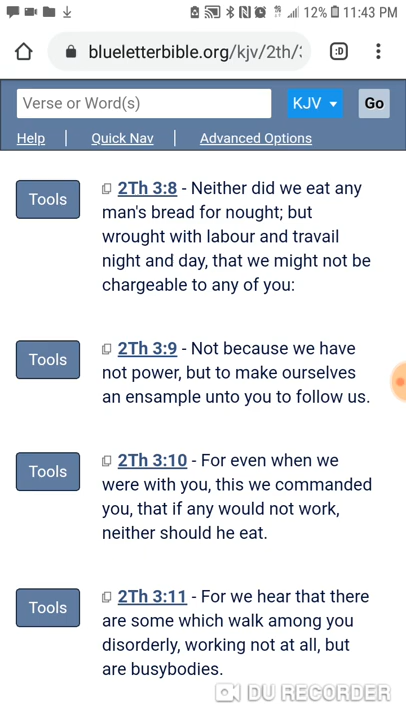 12% 11:43 PM
blueletterbible.org/kjv/2th/
:D
Verse or Word(s)
KJV
Go
Help | Quick Nav | Advanced Options
Tools
2Th 3:8 - Neither did we eat any
man's bread for nought; but
wrought with labour and travail
night and day, that we might not be
chargeable to any of you:
Tools
2Th 3:9 - Not because we have
not power, but to make ourselves
an ensample unto you to follow us.
Tools
2Th 3:10 - For even when we
were with you, this we commanded
you, that if any would not work,
neither should he eat.
Tools
2Th 3:11 - For we hear that there
are some which walk among you
disorderly, working not at all, but
are busybodies.
DU RECORDER